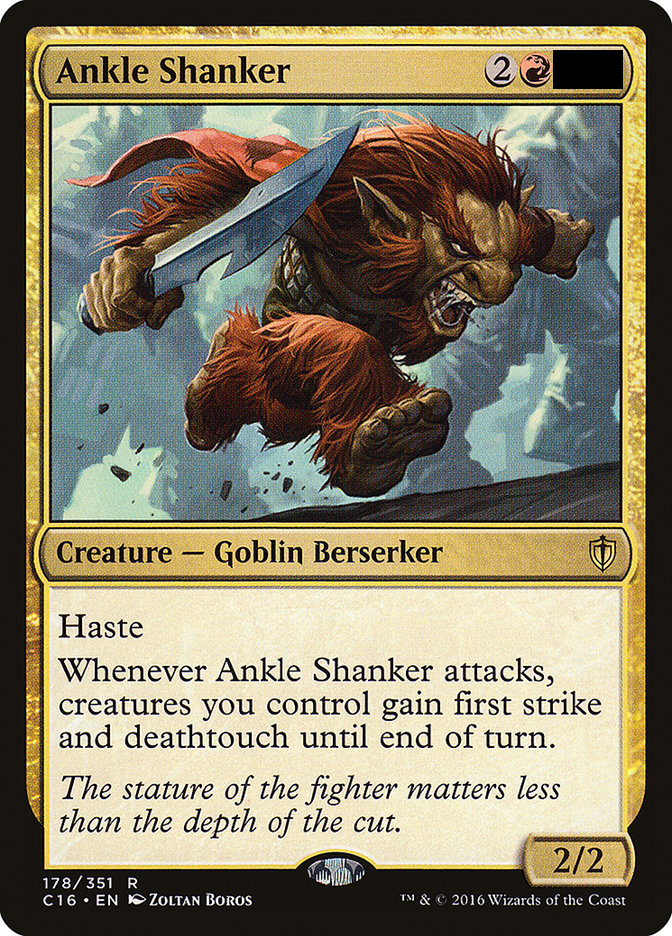 Ankle Shanker 2
Creature — Goblin Berserker
Haste
Whenever Ankle Shanker attacks,
creatures you control gain first strike
and deathtouch until end of turn.
The stature of the fighter matters less
than the depth of the cut.
2/2
178/351 R
C16 • EN Zoltan Boros
™ & © 2016 Wizards of the Coast